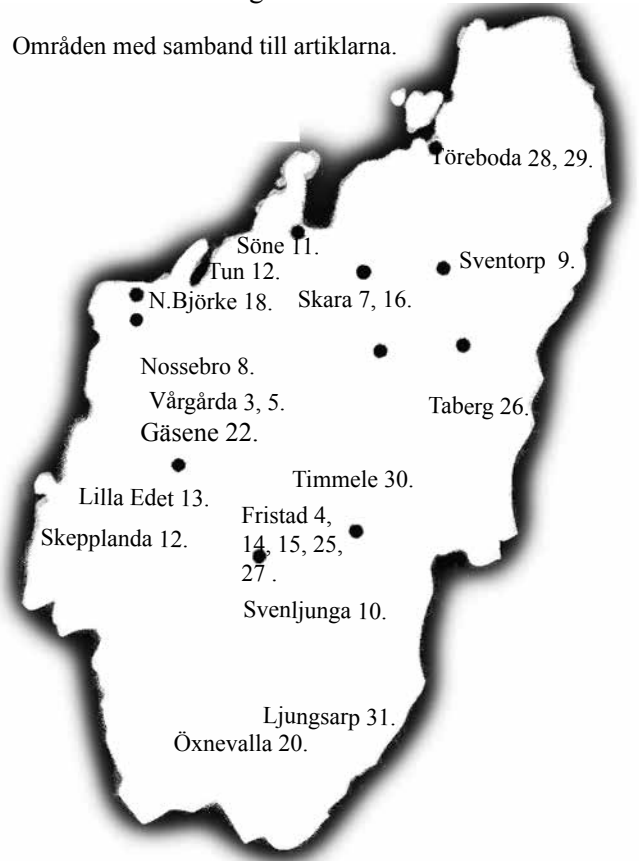 Områden med samband till artiklarna.
Töreboda 28, 29.
Söne 11.
Tun 12.
Sventorp 9.
N.Björke 18.
Skara 7, 16.
Nossebro 8.
Vårgårda 3, 5.
Taberg 26.
Gäsene 22.
Timmele 30.
Lilla Edet 13.
Fristad 4,
14, 15, 25,
27 .
Skepplanda 12.
Svenljunga 10.
Ljungsarp 31.
Öxnevalla 20.